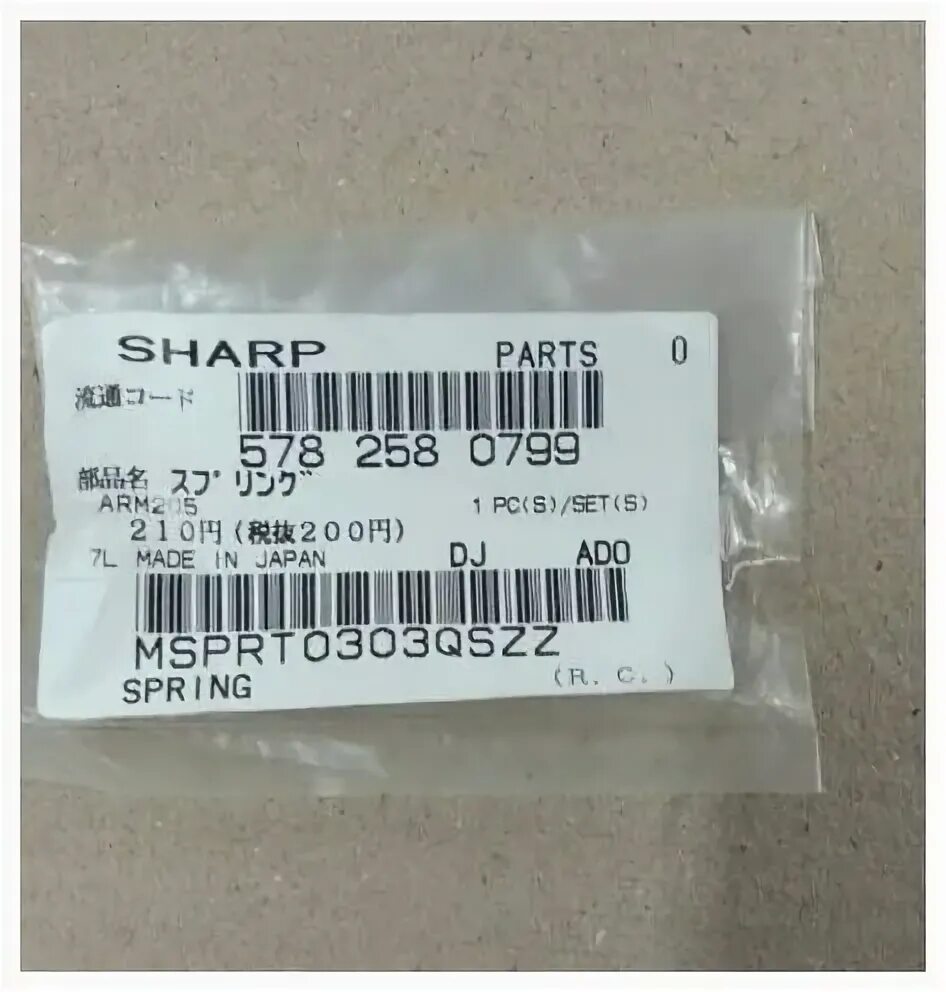 SHARP PARTS 0
流通コード
578 258 0799
部品名 スプリング
1 PC(S)/SET(S)
210円(税抜200円)
7L MADE IN JAPAN DJ ADO
MSPRT0303QSZZ
SPRING (R. C. )